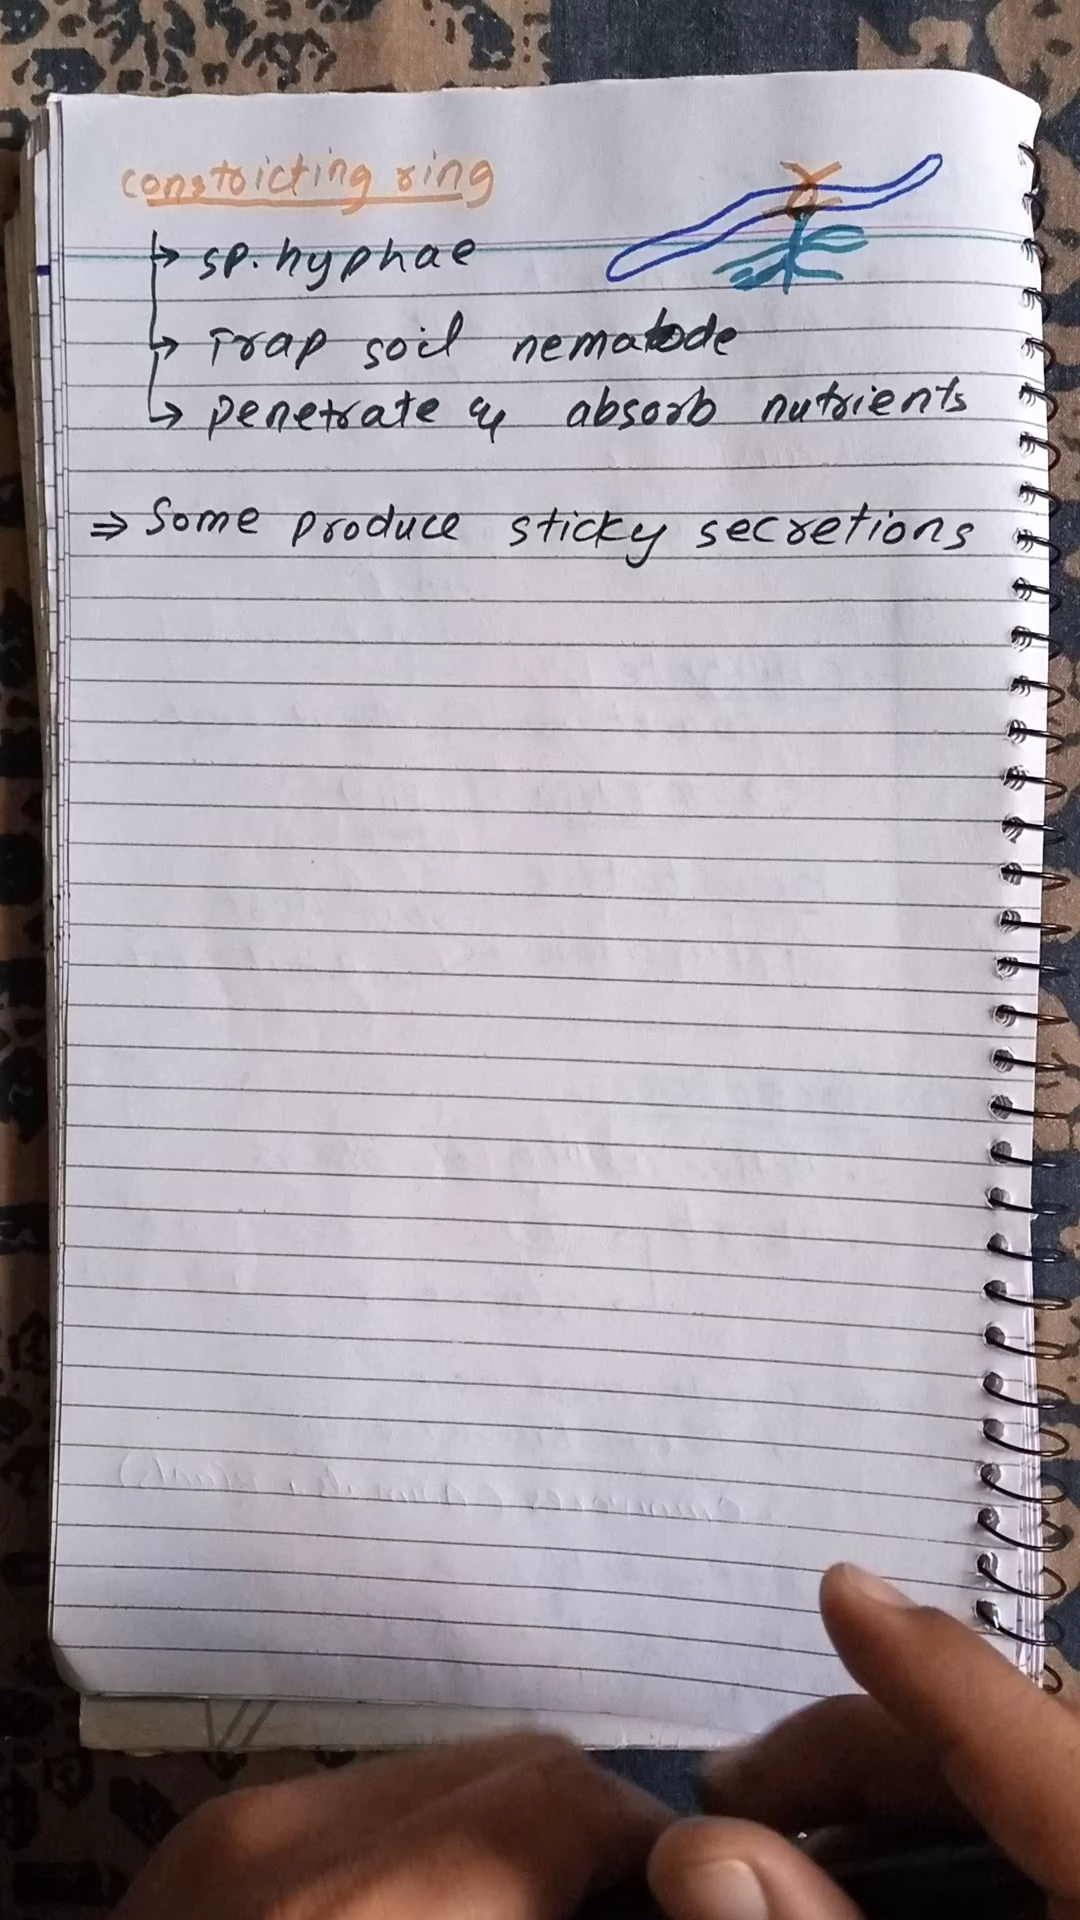 constricting ring
→ sp. hyphae
→ Trap soil nematode
→ penetrate & absorb nutrients
⇒ Some produce sticky secretions